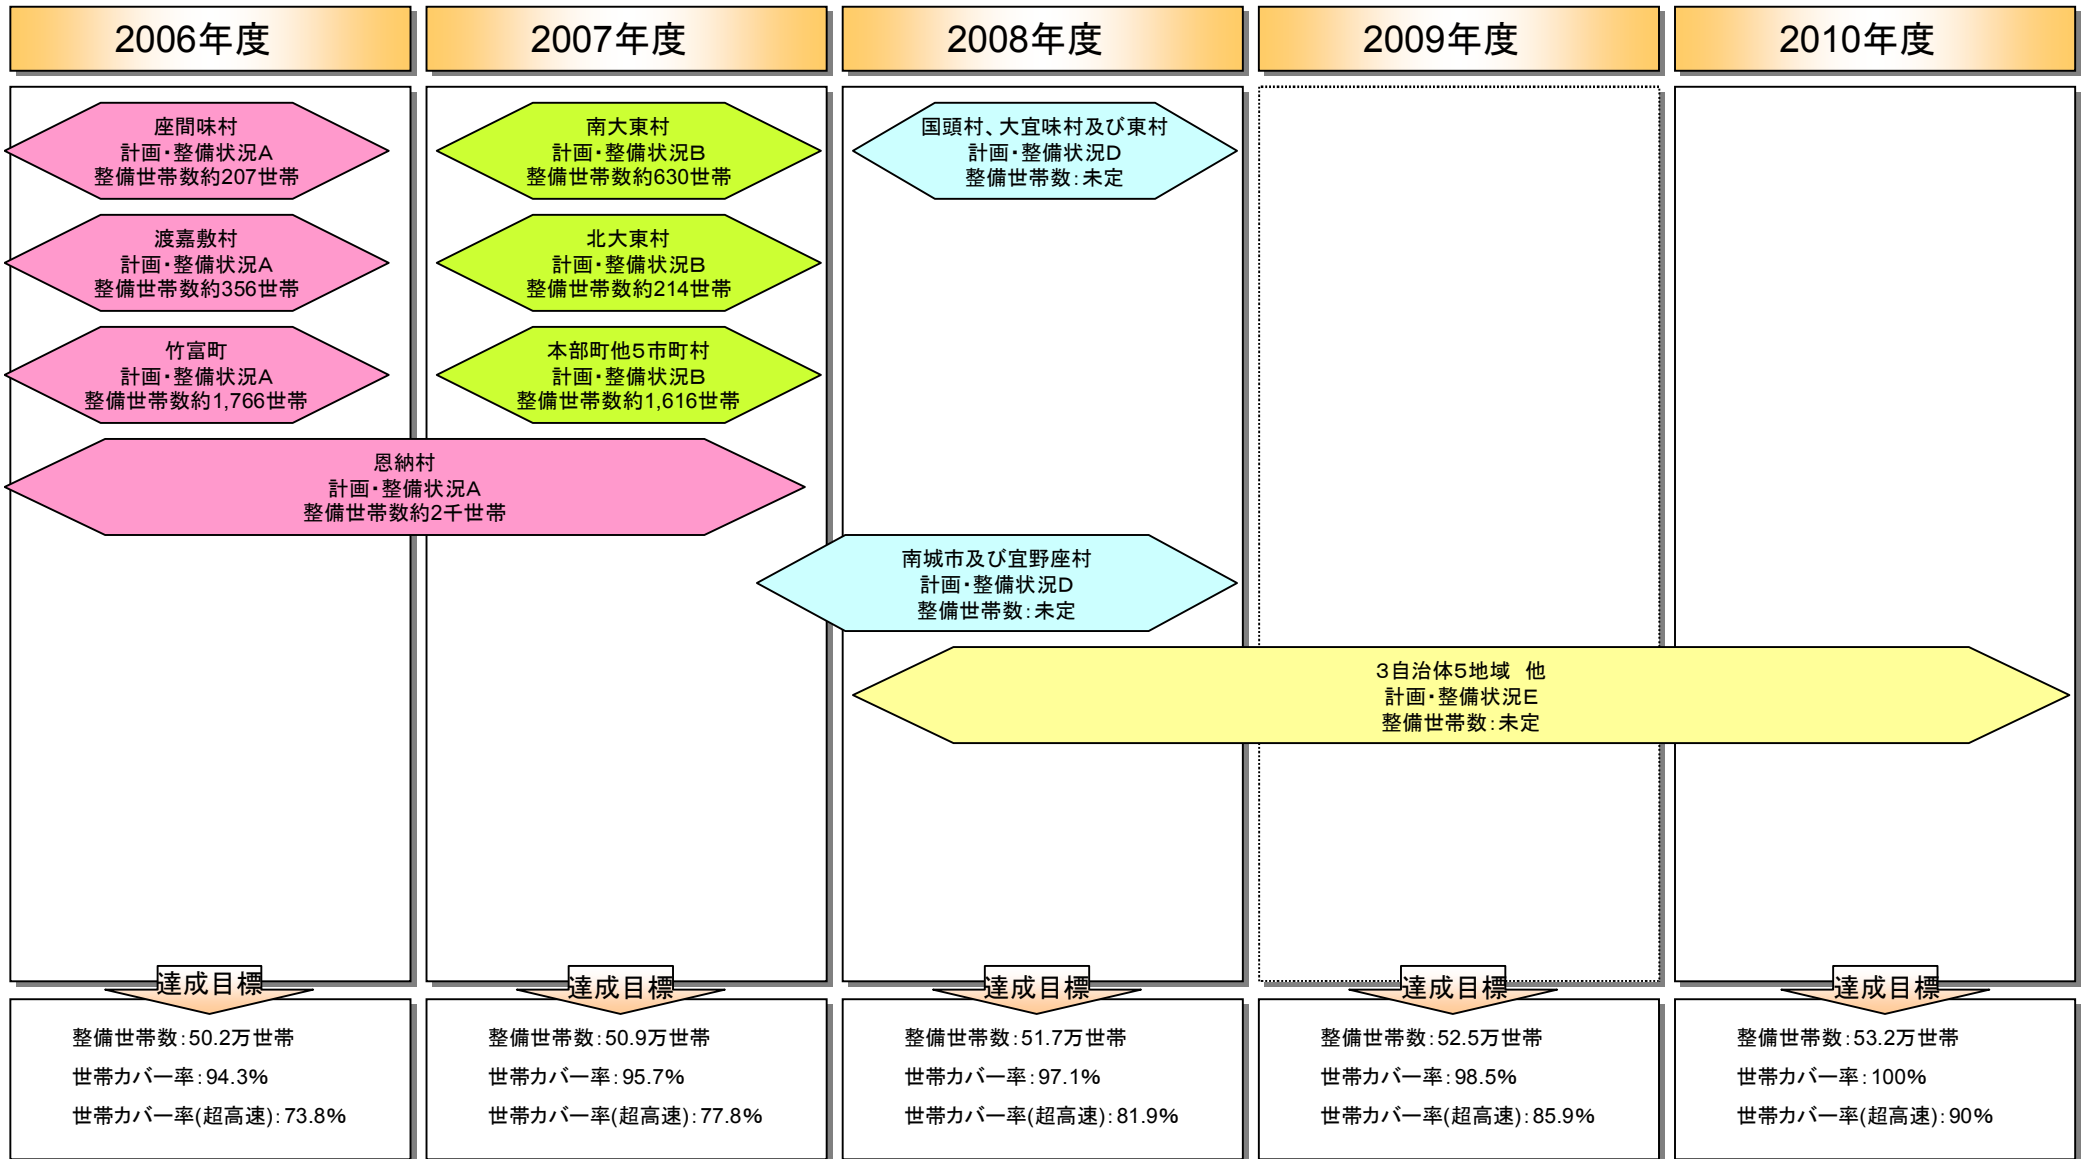 2006年度
2007年度
2008年度
2009年度
2010年度
座間味村
計画・整備状況A
整備世帯数約207世帯
渡嘉敷村
計画・整備状況A
整備世帯数約356世帯
竹富町
計画・整備状況A
整備世帯数約1,766世帯
南大東村
計画・整備状況B
整備世帯数約630世帯
北大東村
計画・整備状況B
整備世帯数約214世帯
本部町他5市町村
計画・整備状況B
整備世帯数約1,616世帯
国頭村、大宜味村及び東村
計画・整備状況D
整備世帯数：未定
恩納村
計画・整備状況A
整備世帯数約2千世帯
南城市及び宜野座村
計画・整備状況D
整備世帯数：未定
3自治体5地域　他
計画・整備状況E
整備世帯数：未定
達成目標
整備世帯数：50.2万世帯
世帯カバー率：94.3%
世帯カバー率(超高速)：73.8%
達成目標
整備世帯数：50.9万世帯
世帯カバー率：95.7%
世帯カバー率(超高速)：77.8%
達成目標
整備世帯数：51.7万世帯
世帯カバー率：97.1%
世帯カバー率(超高速)：81.9%
達成目標
整備世帯数：52.5万世帯
世帯カバー率：98.5%
世帯カバー率(超高速)：85.9%
達成目標
整備世帯数：53.2万世帯
世帯カバー率：100%
世帯カバー率(超高速)：90%